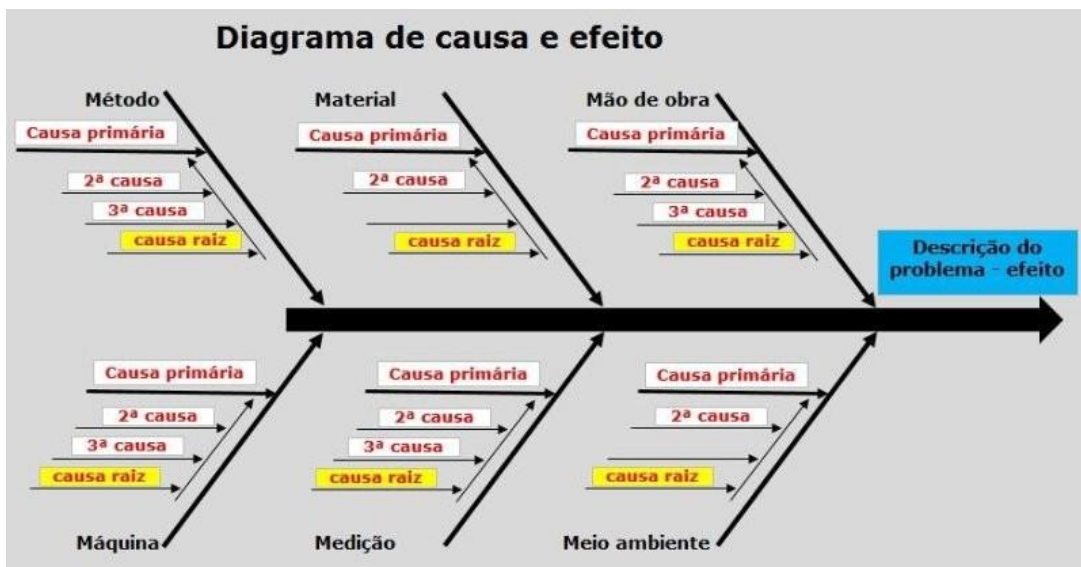 Diagrama de causa e efeito
Método
Causa primária
2ª causa
3ª causa
causa raiz
Material
Causa primária
2ª causa
causa raiz
Mão de obra
Causa primária
2ª causa
3ª causa
causa raiz
Descrição do
problema - efeito
Causa primária
2ª causa
3ª causa
causa raiz
Máquina
Causa primária
2ª causa
3ª causa
causa raiz
Medição
Causa primária
2ª causa
causa raiz
Meio ambiente